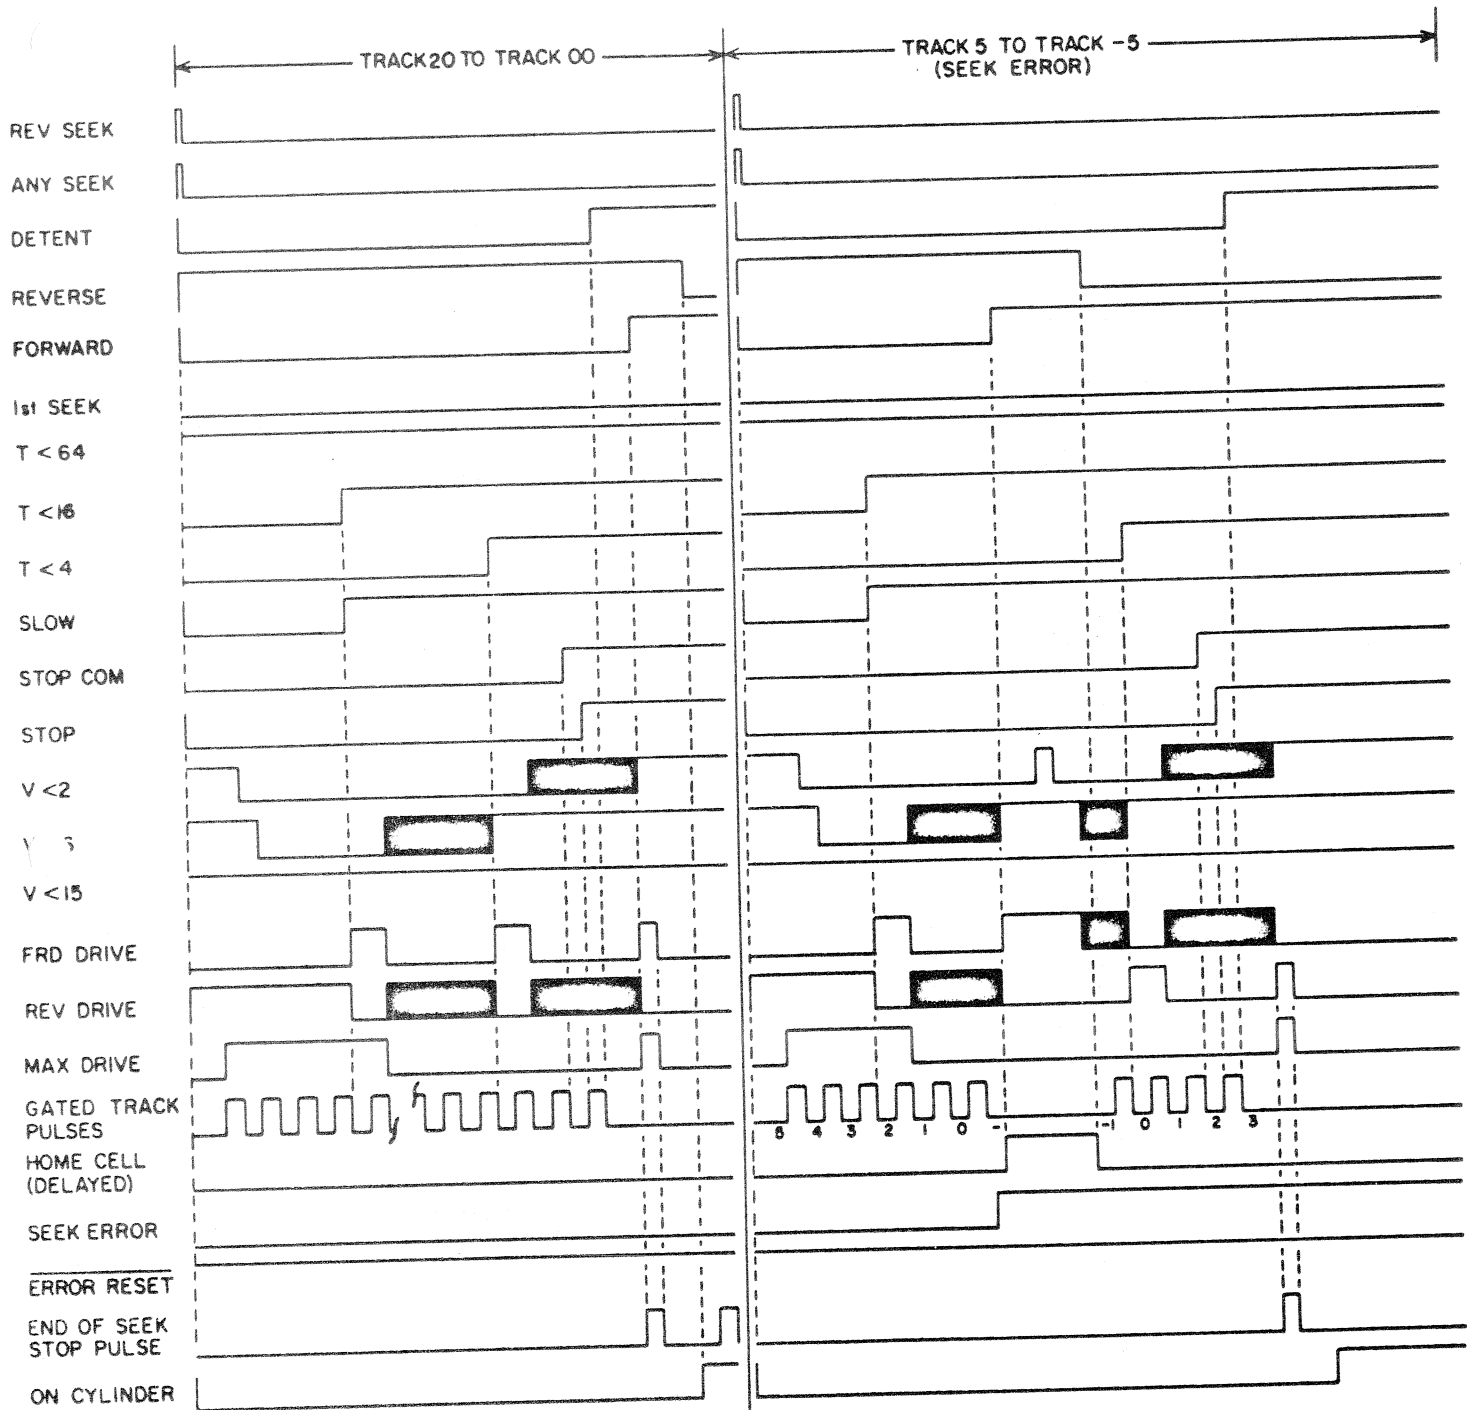 TRACK 20 TO TRACK 00
TRACK 5 TO TRACK -5
(SEEK ERROR)
REV SEEK
ANY SEEK
DETENT
REVERSE
FORWARD
1st SEEK
T < 64
T < 16
T < 4
SLOW
STOP COM
STOP
V < 2
V < 15
FRD DRIVE
REV DRIVE
MAX DRIVE
GATED TRACK
PULSES
5 4 3 2 1 0 - -1 0 1 2 3
HOME CELL
(DELAYED)
SEEK ERROR
ERROR RESET
END OF SEEK
STOP PULSE
ON CYLINDER